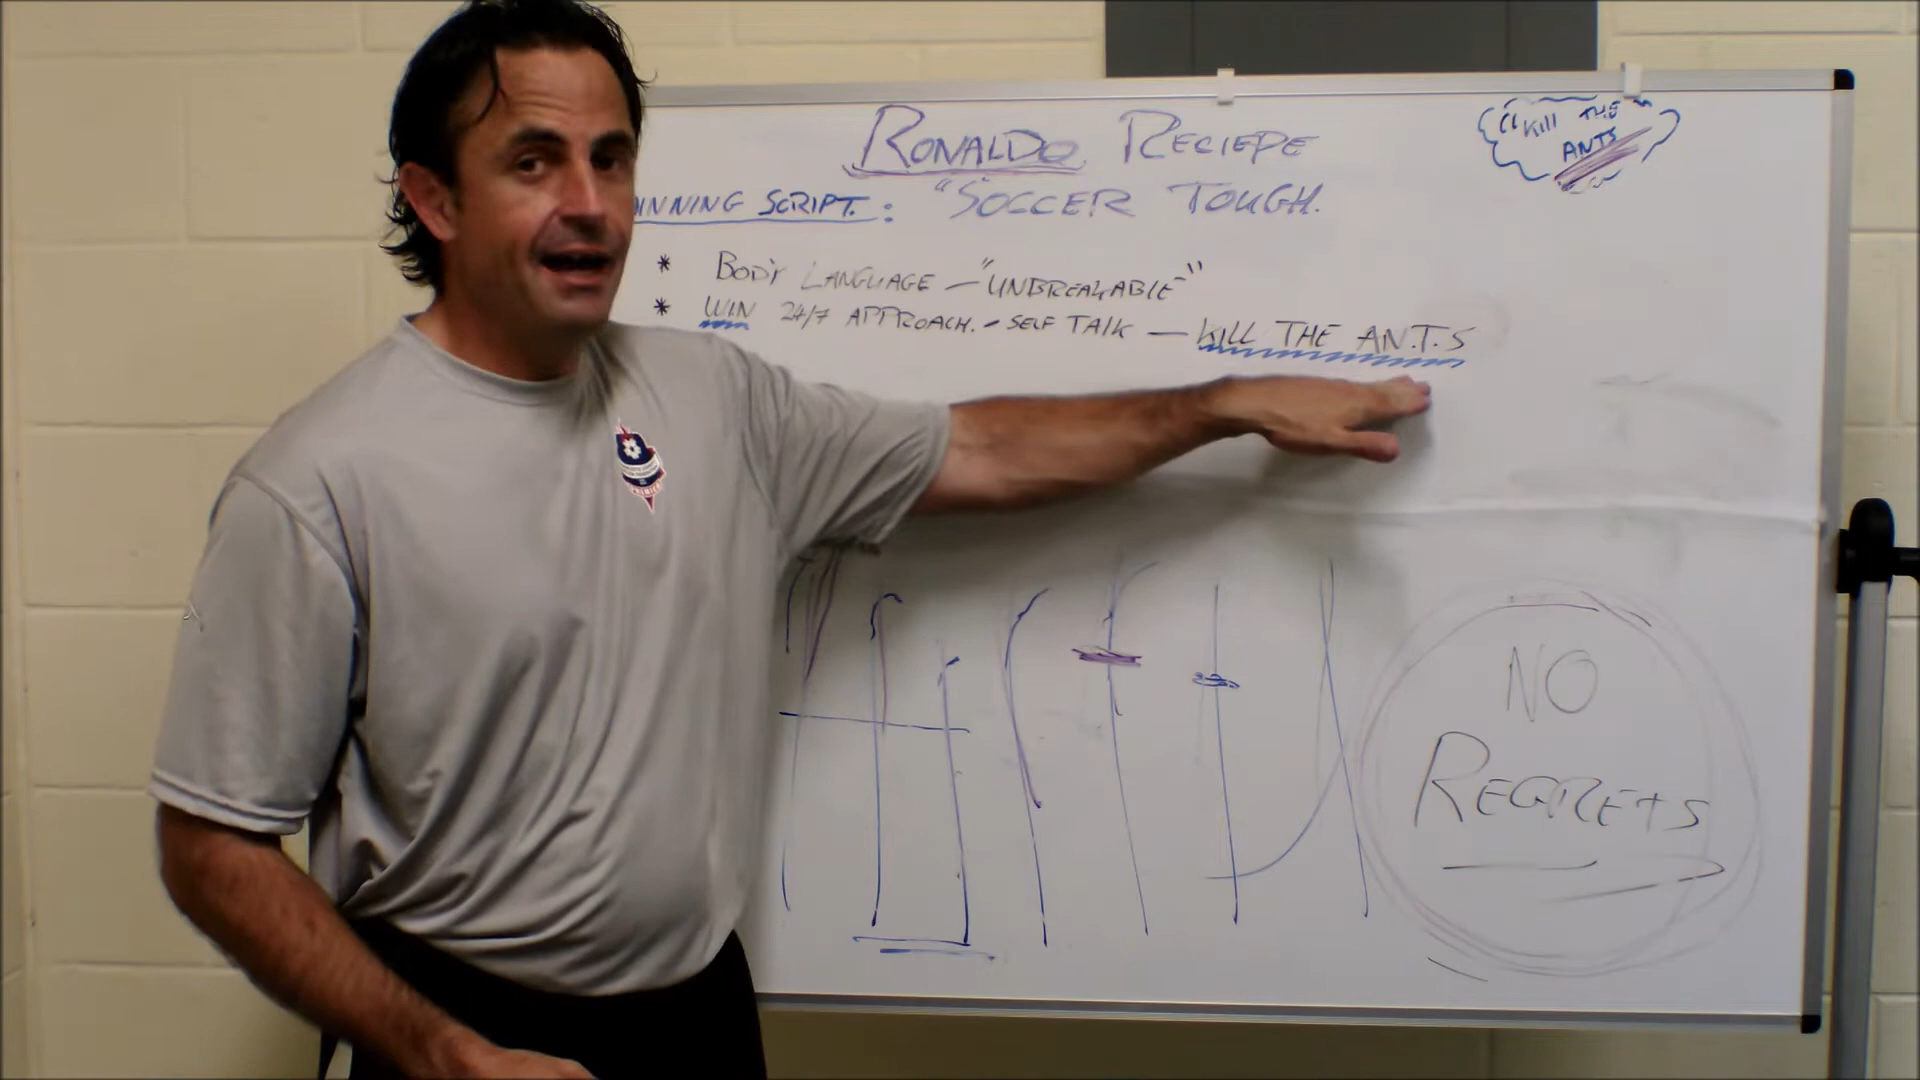 RONALDO RECIEPE
"KILL THE
ANTS
INNING SCRIPT: "SOCCER TOUGH.
* BODY LANGUAGE - "UNBREAKABLE"
* WIN 24/7 APPROACH. - SELF TALK - KILL THE A.N.T.S
NO
REGRETS